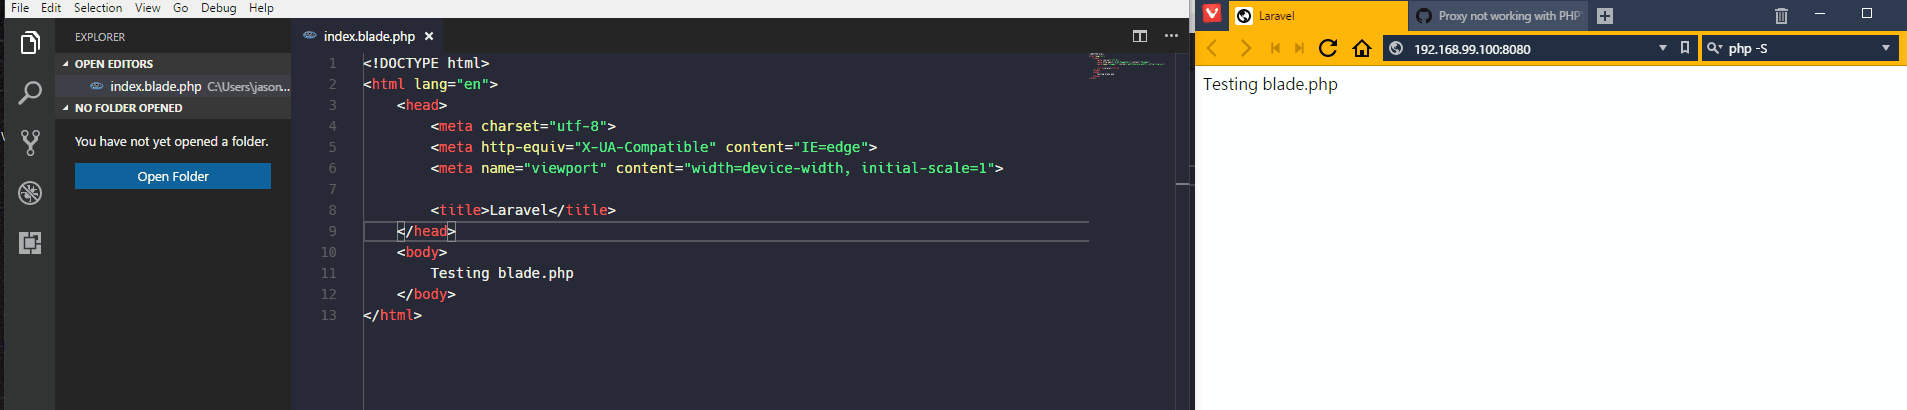 File Edit Selection View Go Debug Help
EXPLORER
OPEN EDITORS
index.blade.php C:\Users\jason...
NO FOLDER OPENED
You have not yet opened a folder.
Open Folder
index.blade.php ×
1 <!DOCTYPE html>
2 <html lang="en">
3 <head>
4 <meta charset="utf-8">
5 <meta http-equiv="X-UA-Compatible" content="IE=edge">
6 <meta name="viewport" content="width=device-width, initial-scale=1">
7
8 <title>Laravel</title>
9 </head>
10 <body>
11 Testing blade.php
12 </body>
13 </html>
Laravel
Proxy not working with PHP
192.168.99.100:8080
php -S
Testing blade.php